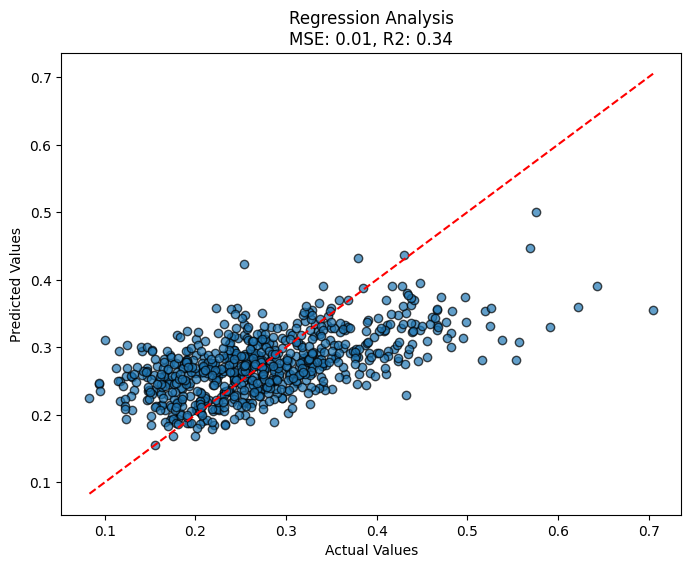 Regression Analysis
MSE: 0.01, R2: 0.34
0.7
0.6
0.5
0.4
0.3
0.2
0.1
Predicted Values
0.1 0.2 0.3 0.4 0.5 0.6 0.7
Actual Values